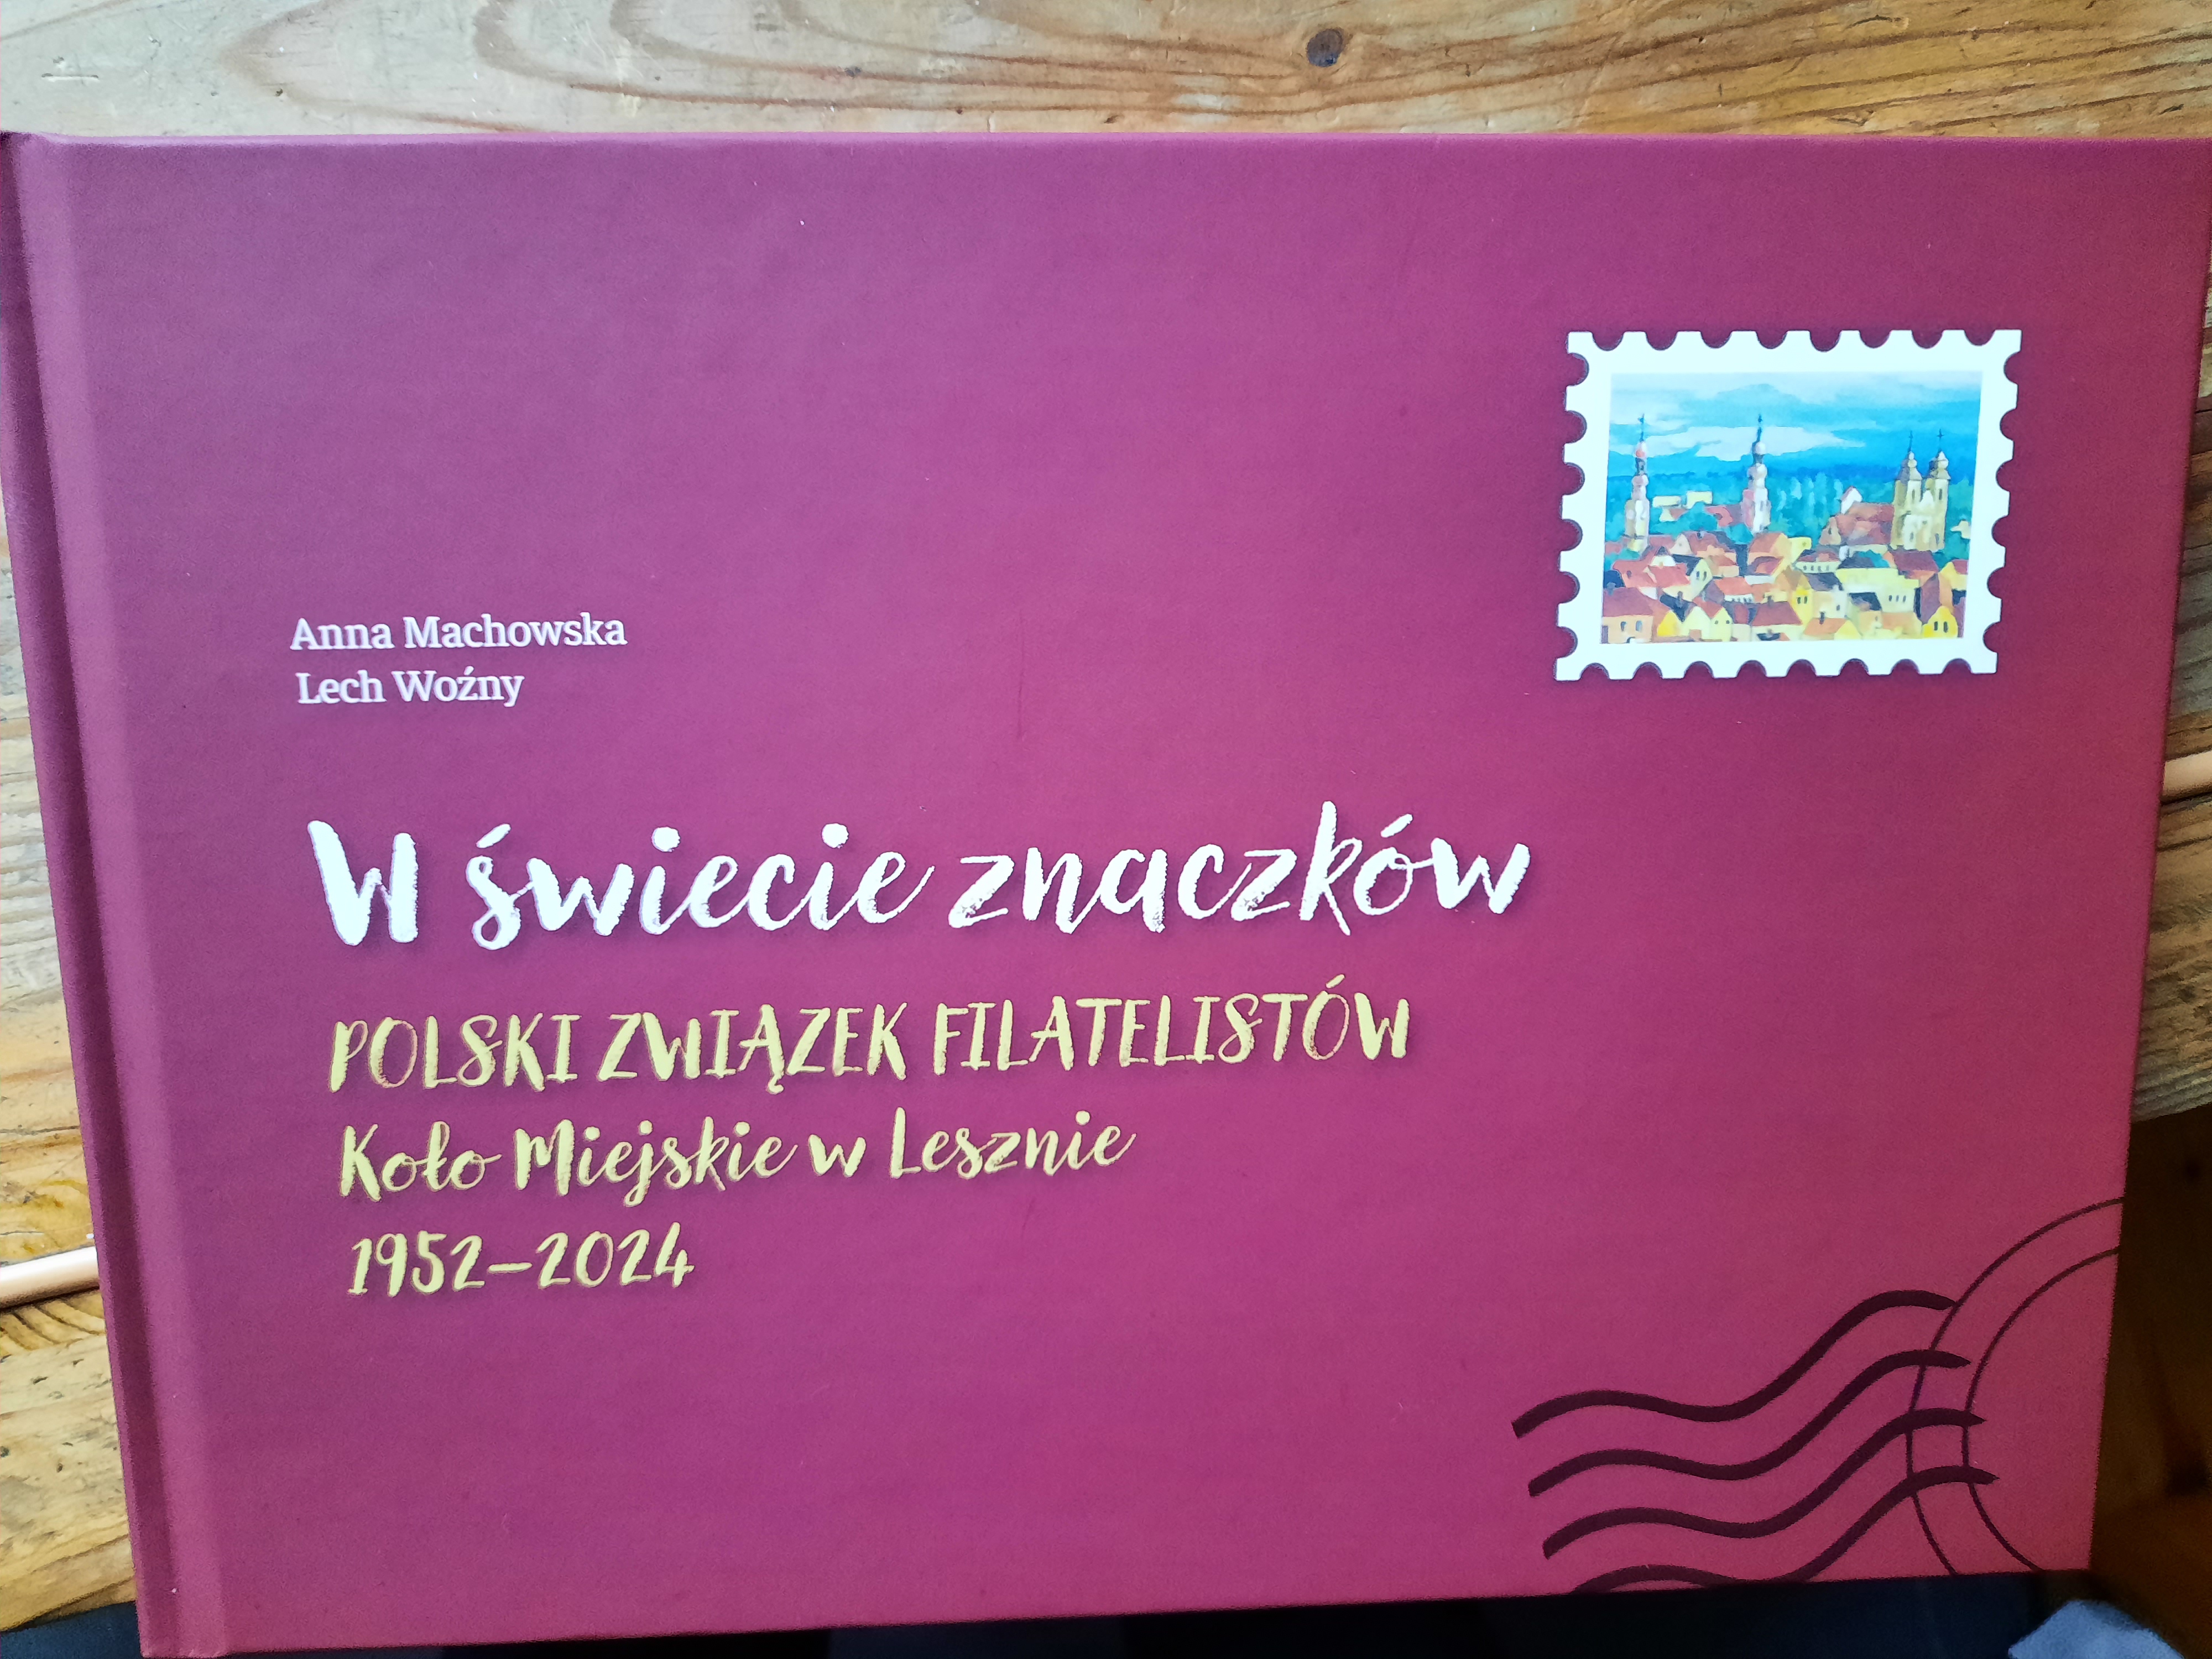 Anna Machowska
Lech Woźny
W świecie znaczków
POLSKI ZWIĄZEK FILATELISTÓW
Koło Miejskie w Lesznie
1952–2024